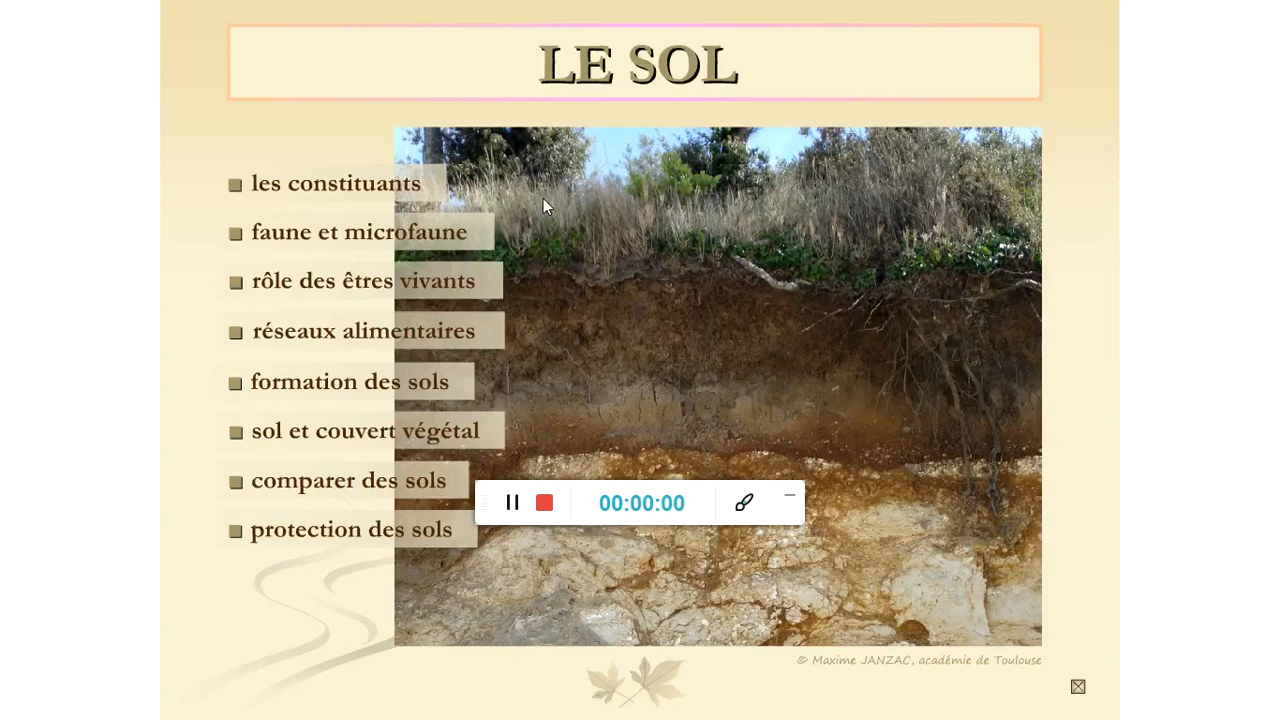 LE SOL
les constituants
faune et microfaune
rôle des êtres vivants
réseaux alimentaires
formation des sols
sol et couvert végétal
comparer des sols
00:00:00
protection des sols
© Maxime JANZAC, académie de Toulouse